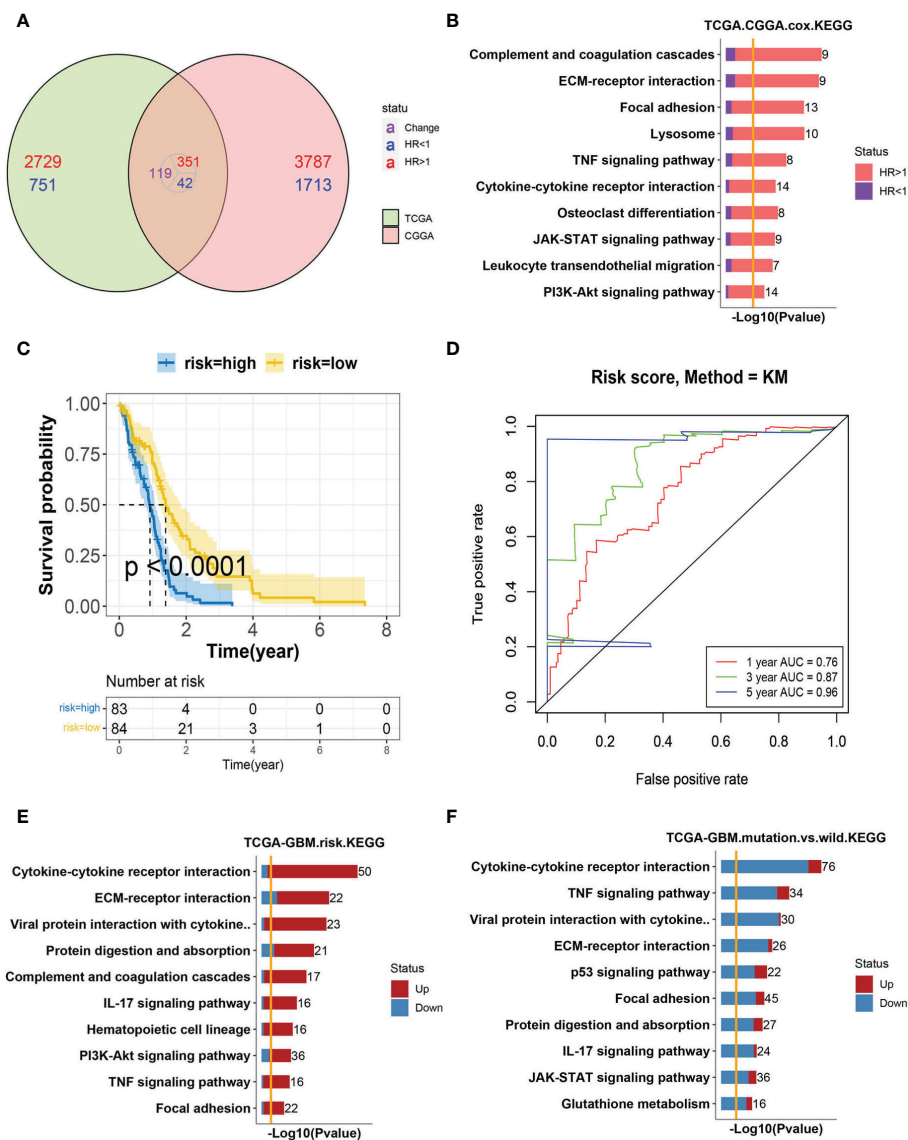 A
statu
a Change
a HR<1
a HR>1
2729
751
119
351
42
3787
1713
TCGA
CGGA
B
TCGA.CGGA.cox.KEGG
Complement and coagulation cascades 9
ECM-receptor interaction 9
Focal adhesion 13
Lysosome 10
TNF signaling pathway 8
Cytokine-cytokine receptor interaction 14
Osteoclast differentiation 8
JAK-STAT signaling pathway 9
Leukocyte transendothelial migration 7
PI3K-Akt signaling pathway 14
-Log10(Pvalue)
Status
HR>1
HR<1
C
risk=high risk=low
Survival probability
1.00
0.75
0.50
0.25
0.00
p < 0.0001
0 2 4 6 8
Time(year)
Number at risk
risk=high 83 4 0 0 0
risk=low 84 21 3 1 0
0 2 4 6 8
Time(year)
D
Risk score, Method = KM
True positive rate
1.0
0.8
0.6
0.4
0.2
0.0
1 year AUC = 0.76
3 year AUC = 0.87
5 year AUC = 0.96
0.0 0.2 0.4 0.6 0.8 1.0
False positive rate
E
TCGA-GBM.risk.KEGG
Cytokine-cytokine receptor interaction 50
ECM-receptor interaction 22
Viral protein interaction with cytokine.. 23
Protein digestion and absorption 21
Complement and coagulation cascades 17
IL-17 signaling pathway 16
Hematopoietic cell lineage 16
PI3K-Akt signaling pathway 36
TNF signaling pathway 16
Focal adhesion 22
-Log10(Pvalue)
Status
Up
Down
F
TCGA-GBM.mutation.vs.wild.KEGG
Cytokine-cytokine receptor interaction 76
TNF signaling pathway 34
Viral protein interaction with cytokine.. 30
ECM-receptor interaction 26
p53 signaling pathway 22
Focal adhesion 45
Protein digestion and absorption 27
IL-17 signaling pathway 24
JAK-STAT signaling pathway 36
Glutathione metabolism 16
-Log10(Pvalue)
Status
Up
Down